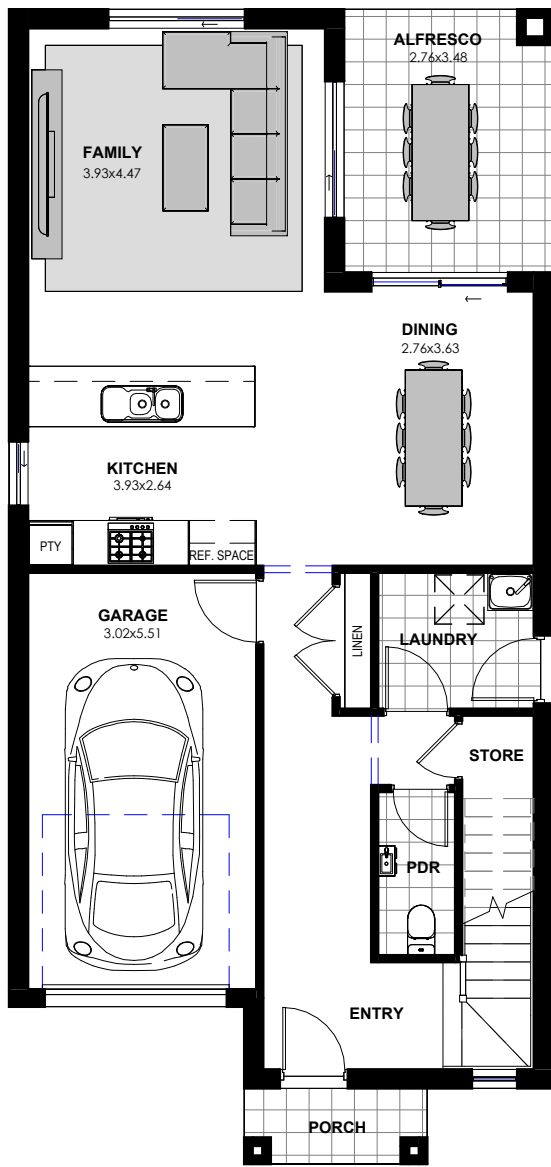 ALFRESCO
2.76x3.48
FAMILY
3.93x4.47
DINING
2.76x3.63
KITCHEN
3.93x2.64
PTY
REF. SPACE
GARAGE
3.02x5.51
LINEN
LAUNDRY
STORE
PDR
ENTRY
PORCH